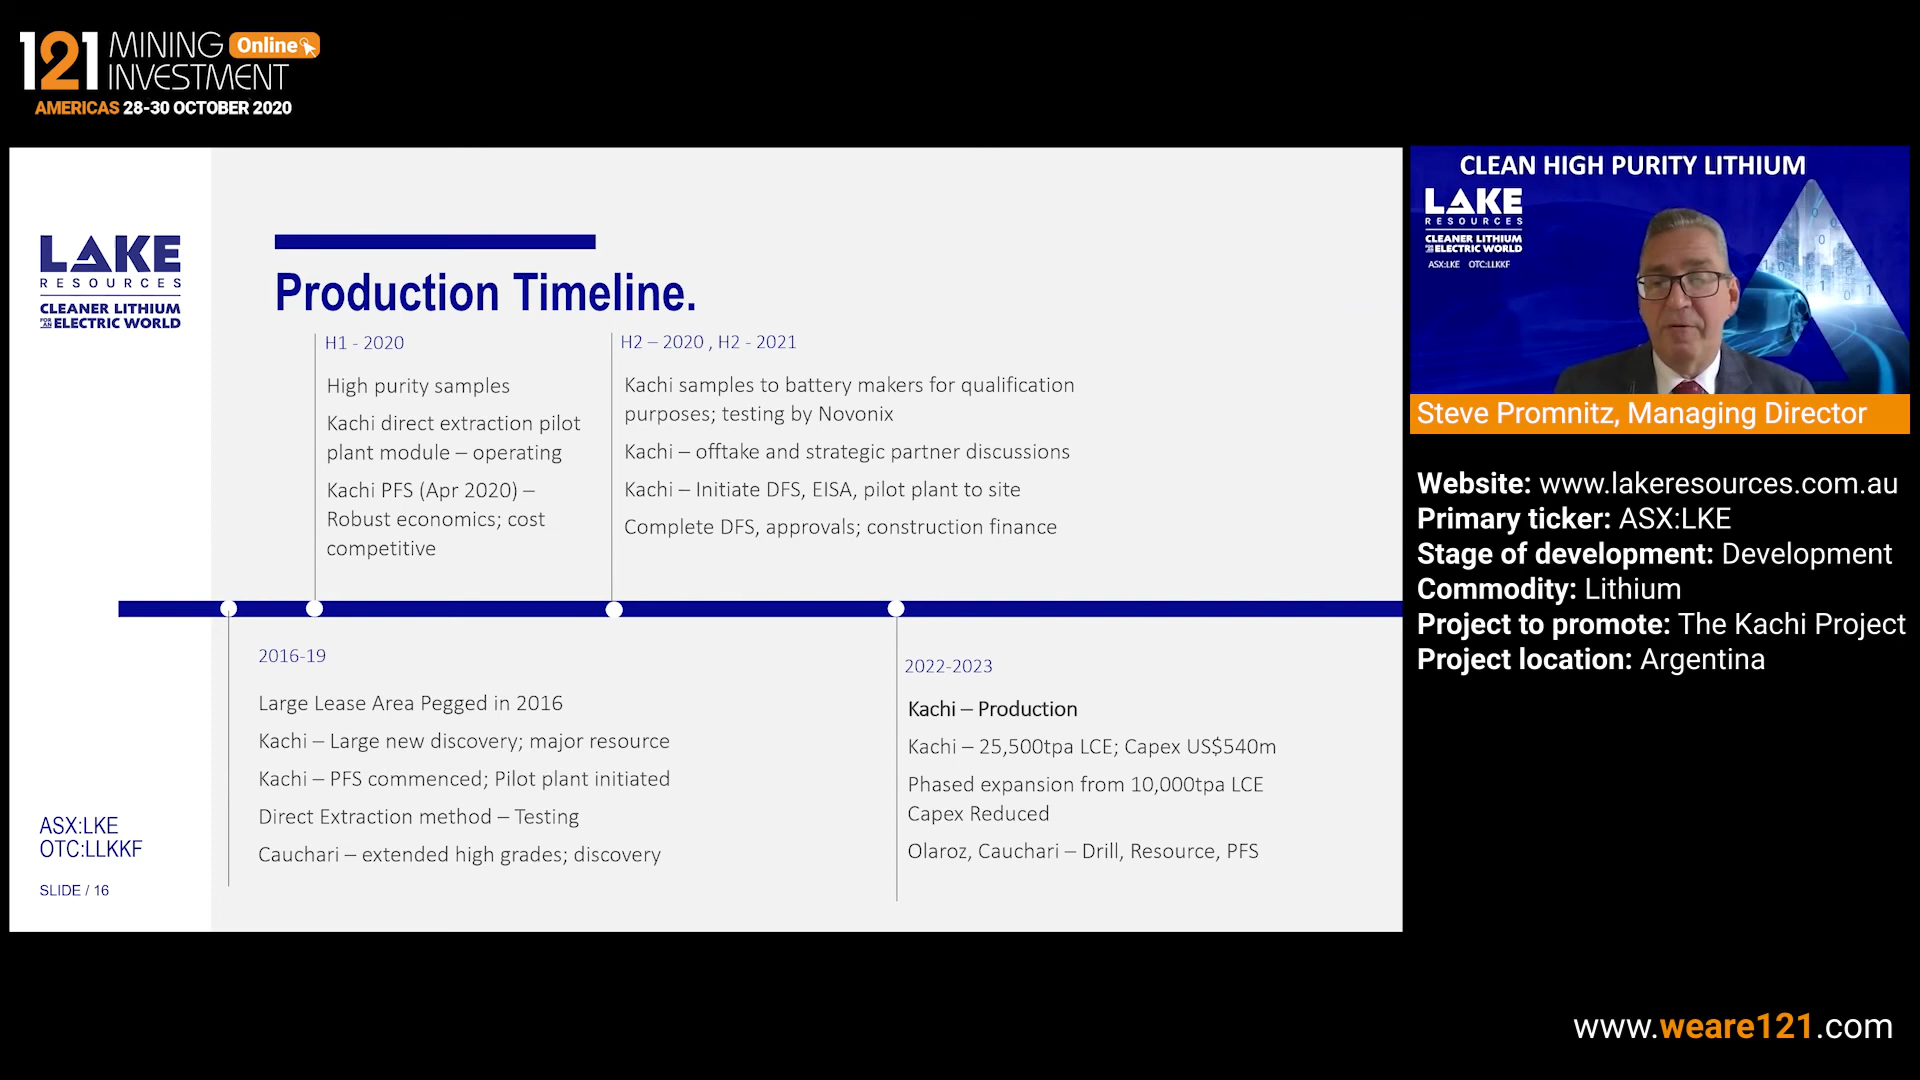 121 MINING Online
INVESTMENT
AMERICAS 28-30 OCTOBER 2020
LAKE
RESOURCES
CLEANER LITHIUM
FOR AN ELECTRIC WORLD
Production Timeline.
H1 - 2020
High purity samples
Kachi direct extraction pilot
plant module – operating
Kachi PFS (Apr 2020) –
Robust economics; cost
competitive
H2 – 2020 , H2 - 2021
Kachi samples to battery makers for qualification
purposes; testing by Novonix
Kachi – offtake and strategic partner discussions
Kachi – Initiate DFS, EISA, pilot plant to site
Complete DFS, approvals; construction finance
2016-19
Large Lease Area Pegged in 2016
Kachi – Large new discovery; major resource
Kachi – PFS commenced; Pilot plant initiated
Direct Extraction method – Testing
Cauchari – extended high grades; discovery
2022-2023
Kachi – Production
Kachi – 25,500tpa LCE; Capex US$540m
Phased expansion from 10,000tpa LCE
Capex Reduced
Olaroz, Cauchari – Drill, Resource, PFS
ASX:LKE
OTC:LLKKF
SLIDE / 16
CLEAN HIGH PURITY LITHIUM
LAKE
RESOURCES
CLEANER LITHIUM
FOR AN ELECTRIC WORLD
ASX:LKE OTC:LLKKF
Steve Promnitz, Managing Director
Website: www.lakeresources.com.au
Primary ticker: ASX:LKE
Stage of development: Development
Commodity: Lithium
Project to promote: The Kachi Project
Project location: Argentina
www.weare121.com